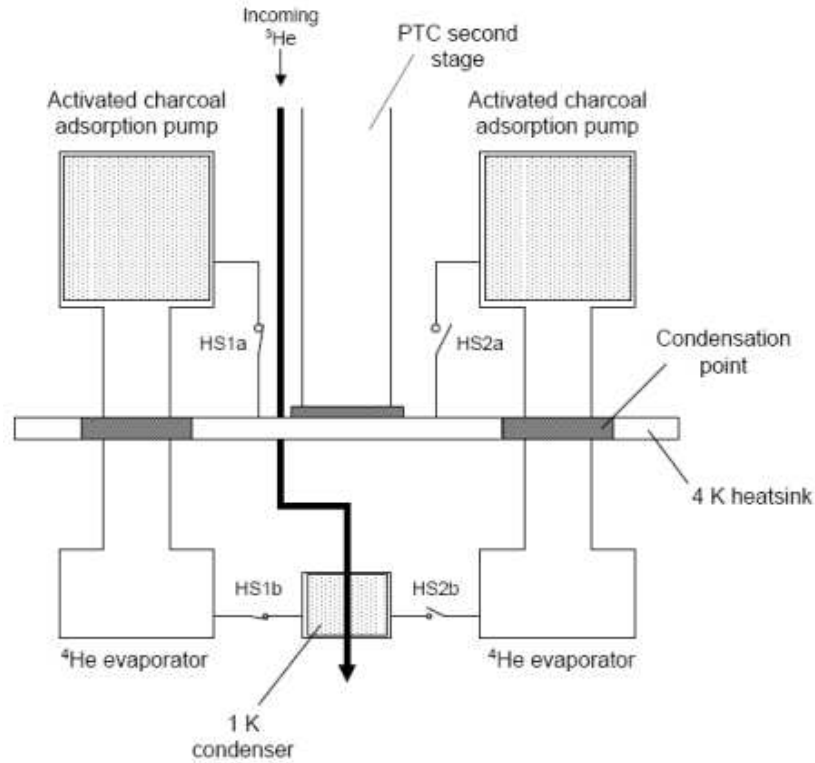 Incoming
³He
PTC second
stage
Activated charcoal
adsorption pump
Activated charcoal
adsorption pump
HS1a
HS2a
Condensation
point
4 K heatsink
HS1b
HS2b
⁴He evaporator
⁴He evaporator
1 K
condenser